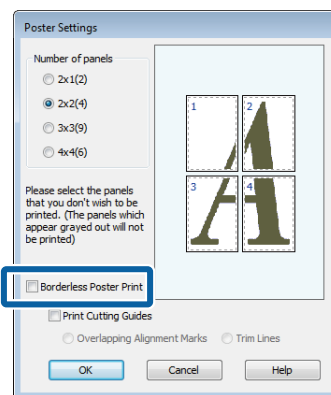 Poster Settings
Number of panels
2x1(2)
2x2(4)
3x3(9)
4x4(6)
1
2
3
4
A
Please select the panels
that you don't wish to be
printed. (The panels which
appear grayed out will not
be printed)
Borderless Poster Print
Print Cutting Guides
Overlapping Alignment Marks
Trim Lines
OK
Cancel
Help